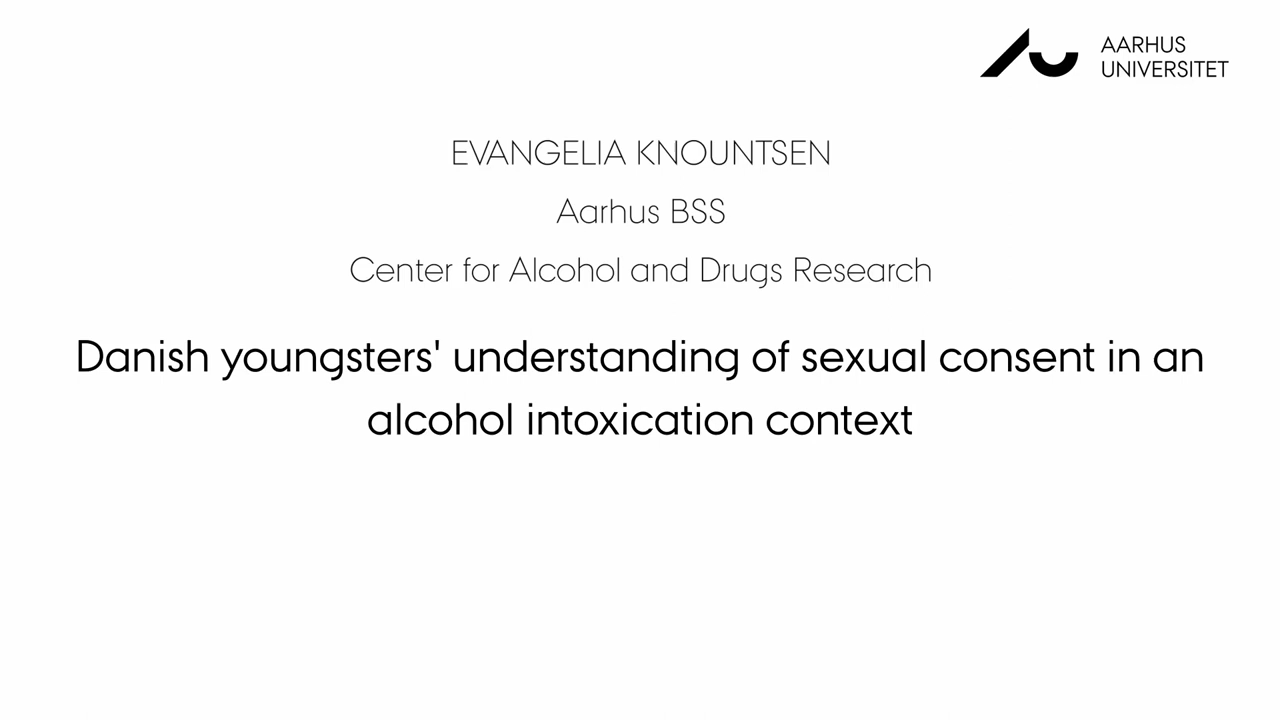 AARHUS
UNIVERSITET
EVANGELIA KNOUNTSEN
Aarhus BSS
Center for Alcohol and Drugs Research
Danish youngsters' understanding of sexual consent in an
alcohol intoxication context